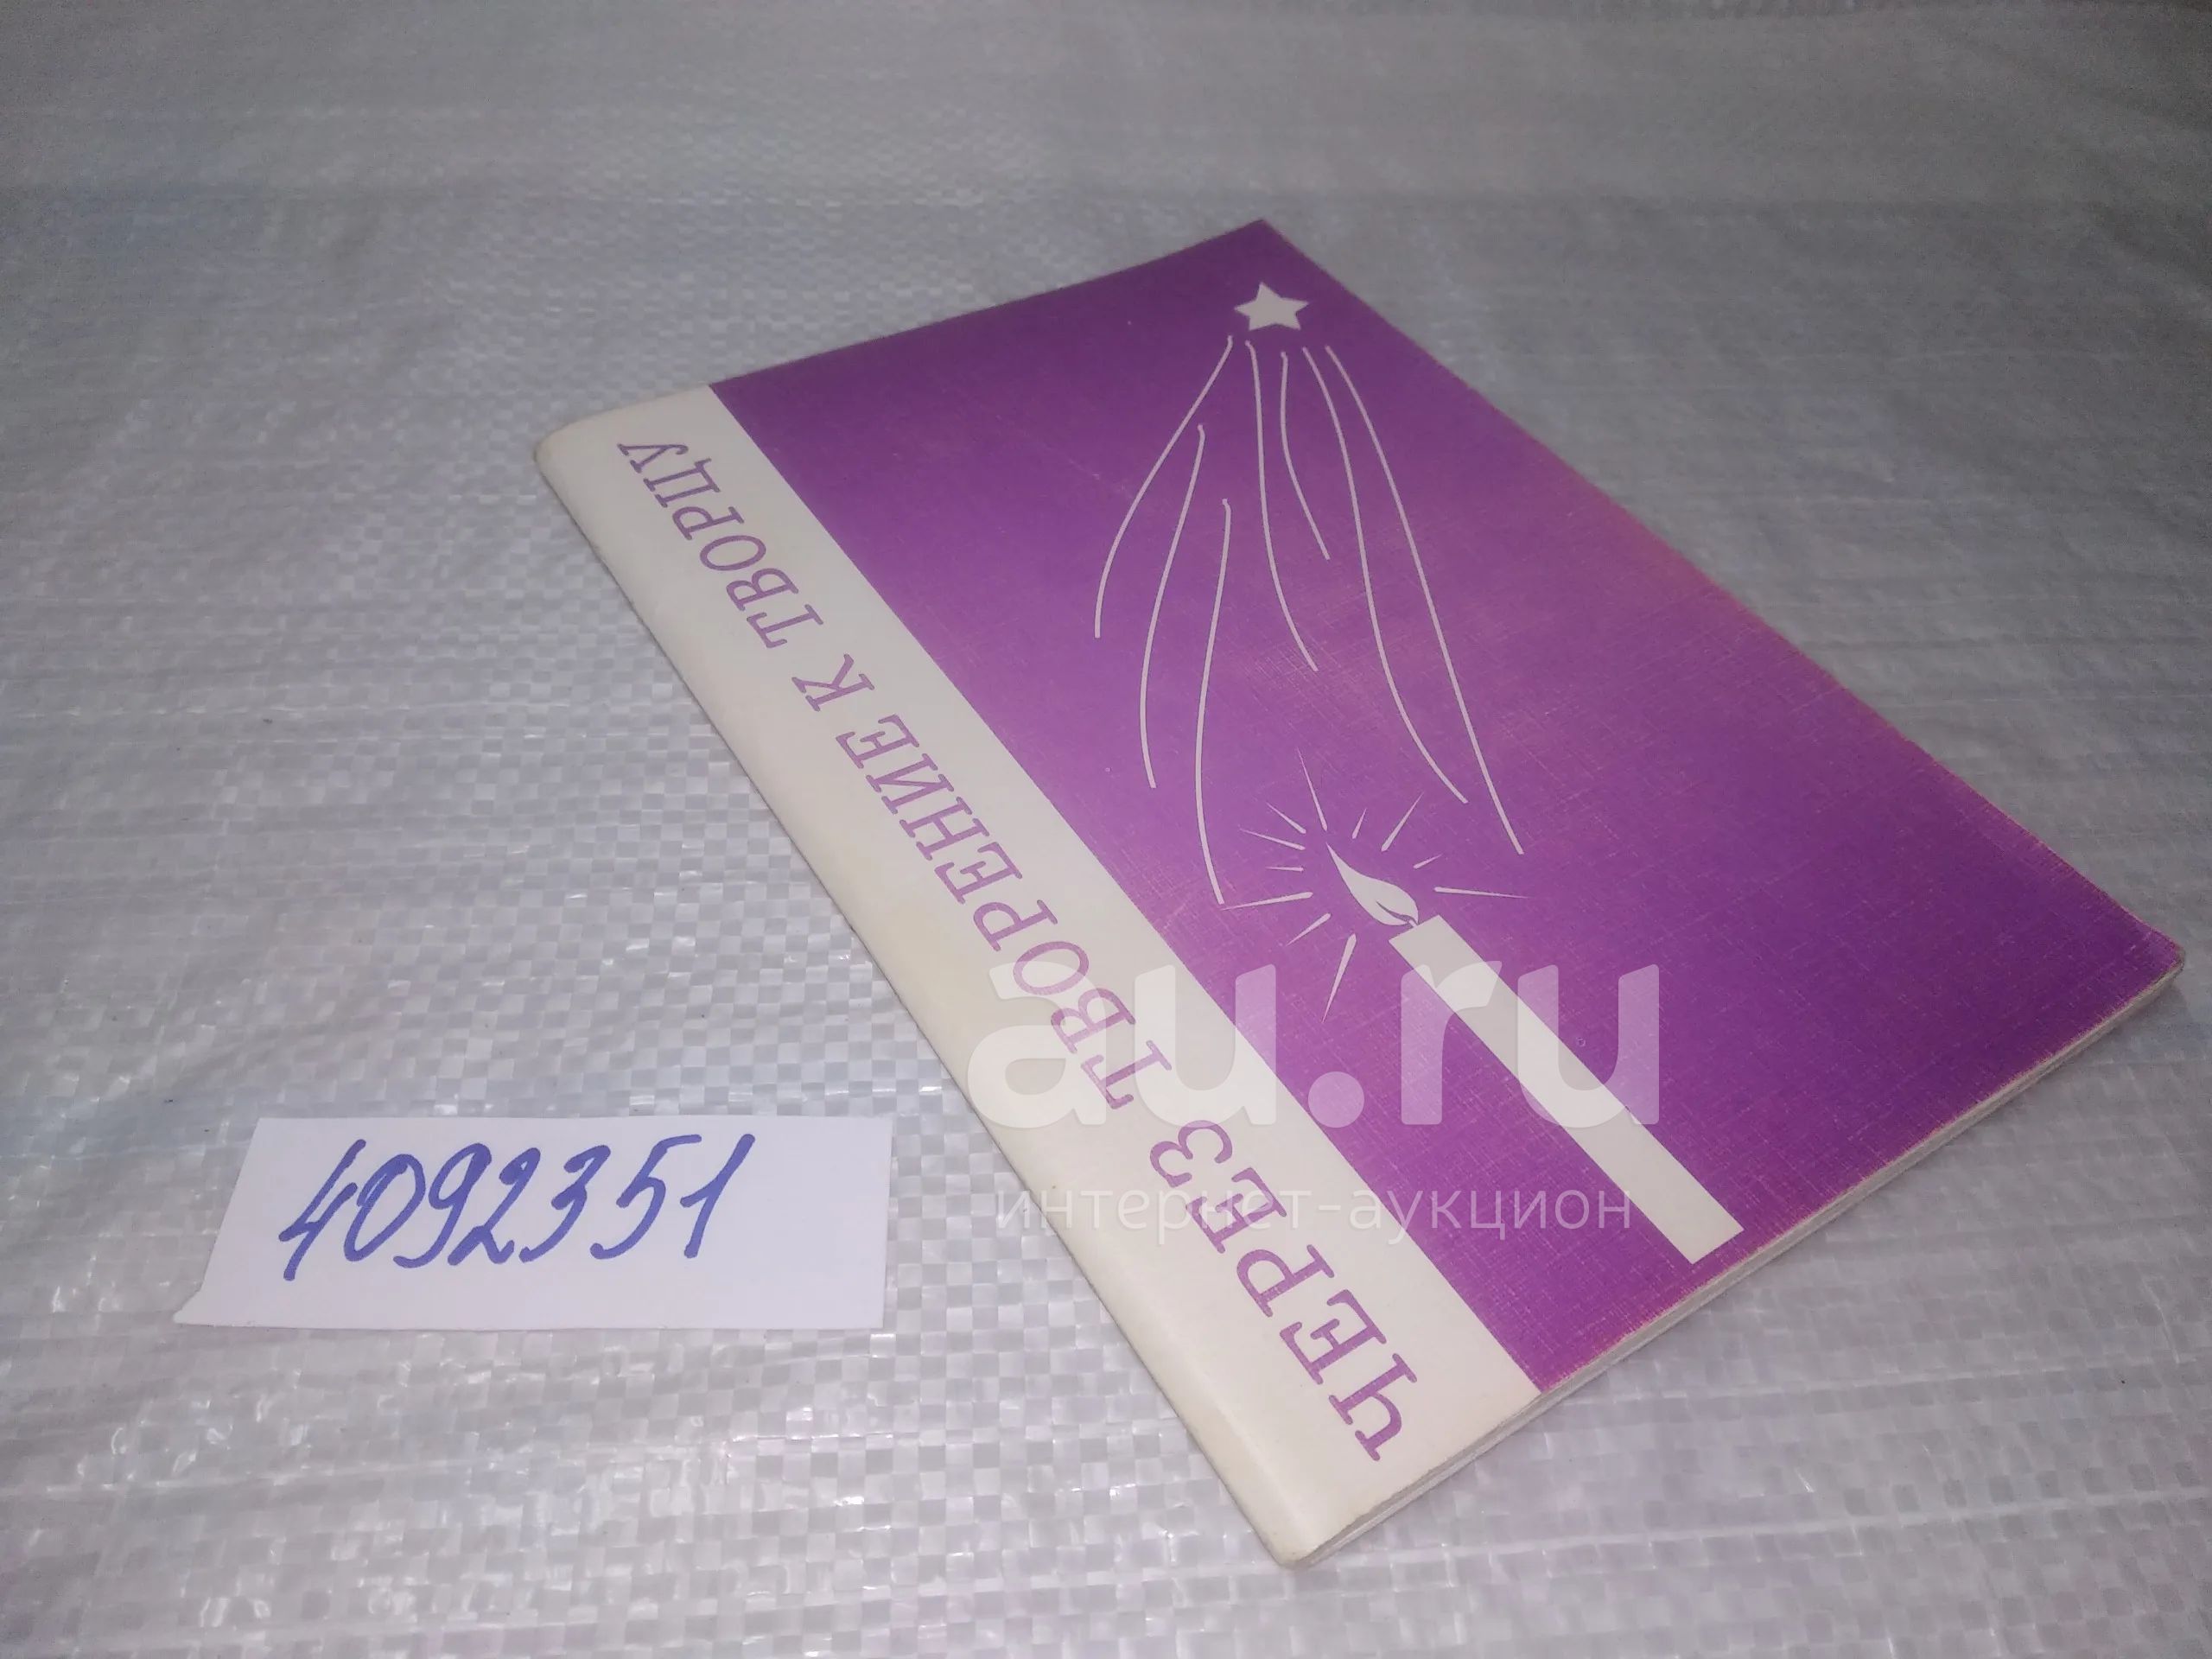 ЧЕРЕЗ ТВОРЕНИЕ К ТВОРЦУ
4092351
au.ru
интернет-аукцион